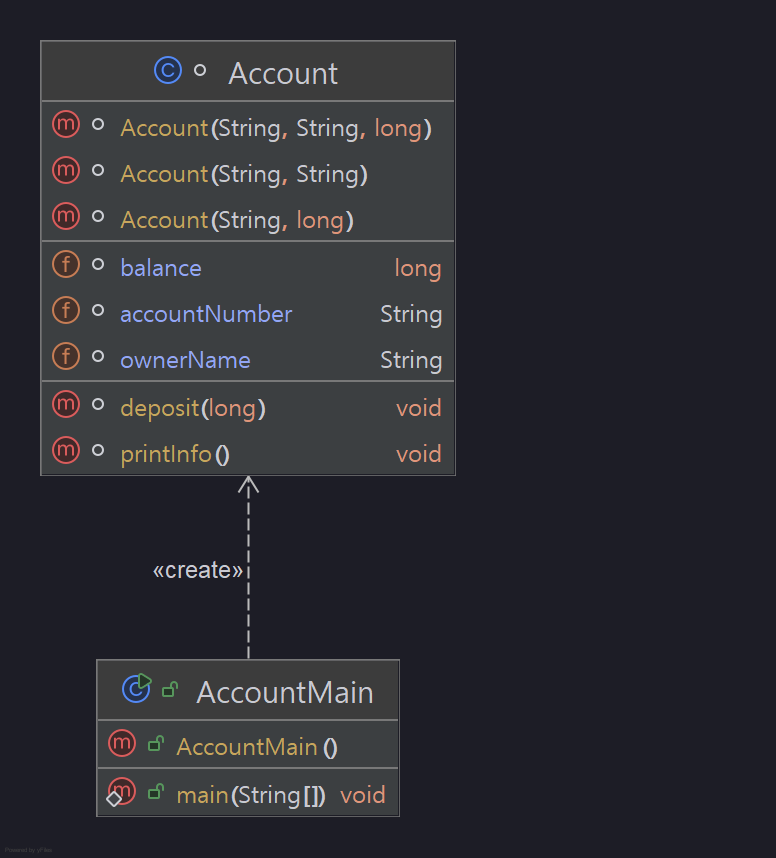 Account
Account(String, String, long)
Account(String, String)
Account(String, long)
balance long
accountNumber String
ownerName String
deposit(long) void
printInfo() void
«create»
AccountMain
AccountMain()
main(String[]) void
Powered by yFiles